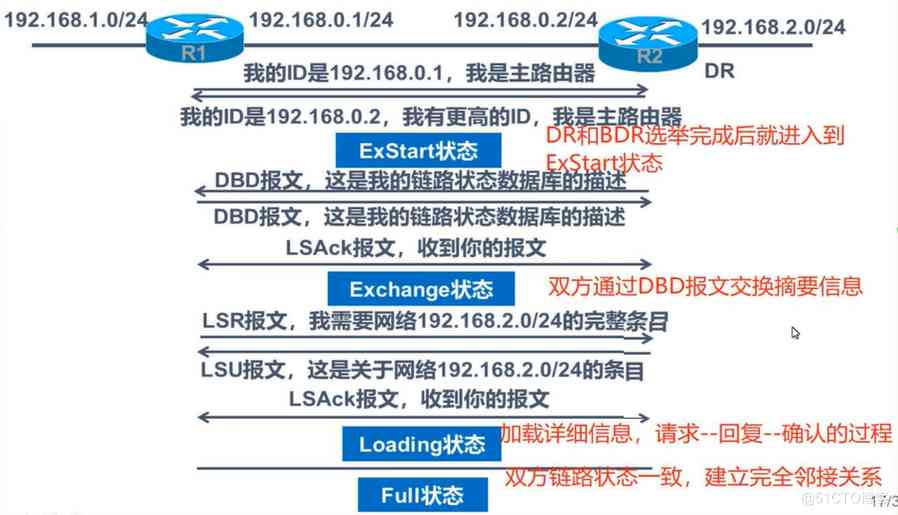 192.168.1.0/24
192.168.0.1/24
192.168.0.2/24
192.168.2.0/24
R1
R2
DR
我的ID是192.168.0.1，我是主路由器
我的ID是192.168.0.2，我有更高的ID，我是主路由器
ExStart状态
DR和BDR选举完成后就进入到
ExStart状态
DBD报文，这是我的链路状态数据库的描述
DBD报文，这是我的链路状态数据库的描述
LSAck报文，收到你的报文
Exchange状态
双方通过DBD报文交换摘要信息
LSR报文，我需要网络192.168.2.0/24的完整条目
LSU报文，这是关于网络192.168.2.0/24的条目
LSAck报文，收到你的报文
Loading状态
加载详细信息，请求--回复--确认的过程
双方链路状态一致，建立完全邻接关系
Full状态
@51CTO博客